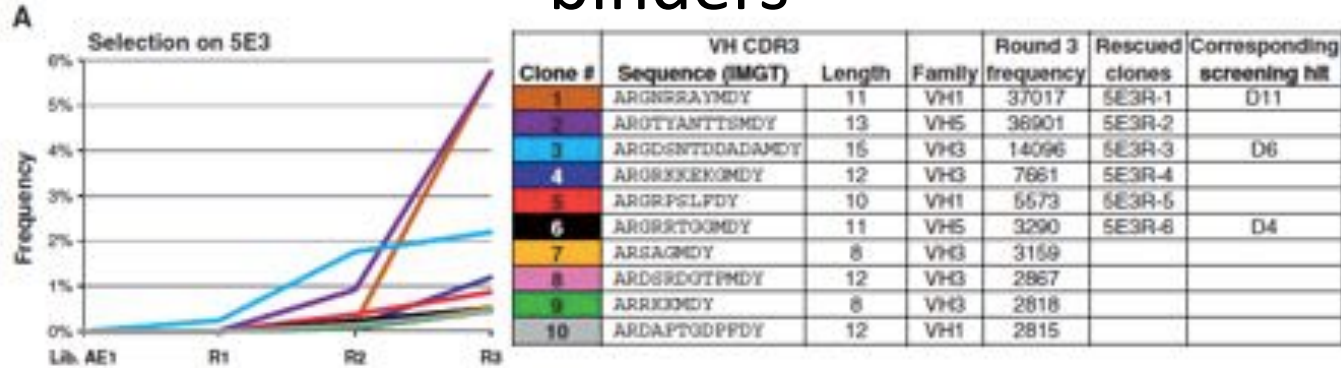 binders
A
Selection on 5E3
6%
5%
4%
3%
2%
1%
0%
Frequency
Lib. AE1 R1 R2 R3
VH CDR3 Round 3 Rescued Corresponding
Clone # Sequence (IMGT) Length Family frequency clones screening hit
1 ARGNRRAYMDY 11 VH1 37017 5E3R-1 D11
2 ARGTYANTTSMDY 13 VH5 36901 5E3R-2
3 ARGDSNTDDADAMDY 15 VH3 14096 5E3R-3 D6
4 ARGRKKEKGMDY 12 VH3 7661 5E3R-4
5 ARGRPSLFDY 10 VH1 5573 5E3R-5
6 ARGRRTGGMDY 11 VH5 3290 5E3R-6 D4
7 ARSAGMDY 8 VH3 3159
8 ARDSRDGTPMDY 12 VH3 2867
9 ARRKKMDY 8 VH3 2818
10 ARDAPTGDPFDY 12 VH1 2815